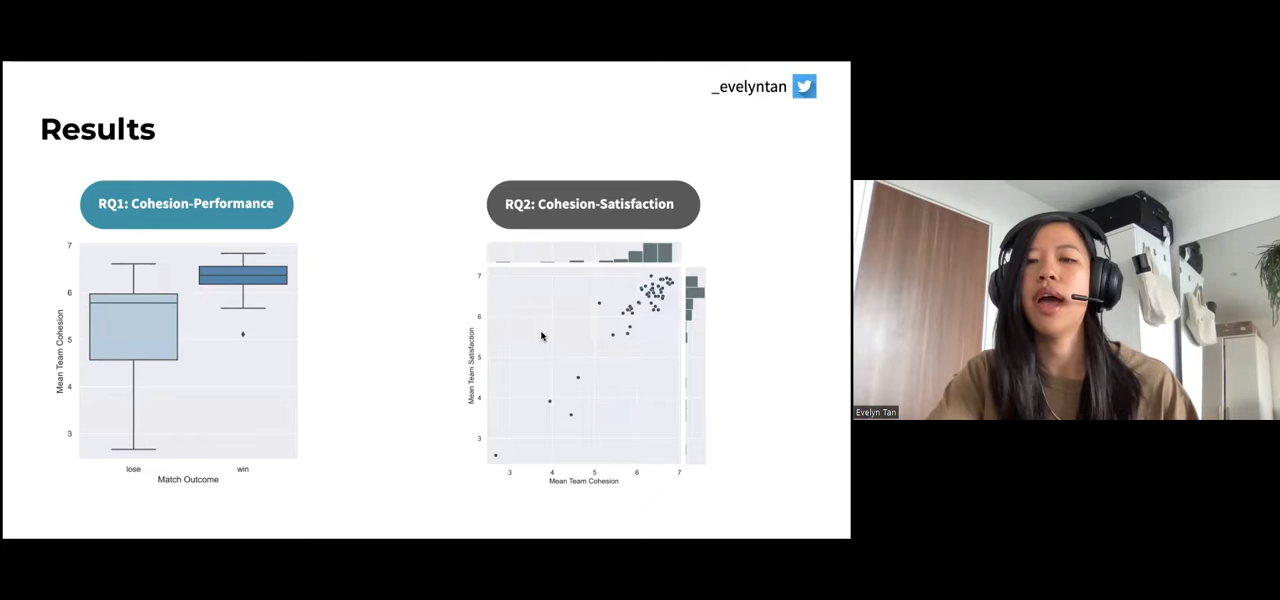 _evelyntan
Results
RQ1: Cohesion-Performance
RQ2: Cohesion-Satisfaction
7
6
5
4
3
Mean Team Cohesion
lose
win
Match Outcome
7
6
5
4
3
Mean Team Satisfaction
3
4
5
6
7
Mean Team Cohesion
Evelyn Tan